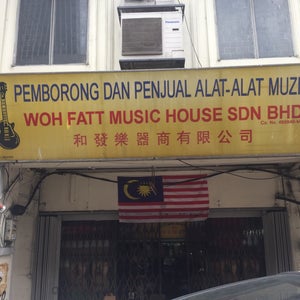 PEMBORONG DAN PENJUAL ALAT-ALAT MUZI
WOH FATT MUSIC HOUSE SDN BHD
和發樂器商有限公司